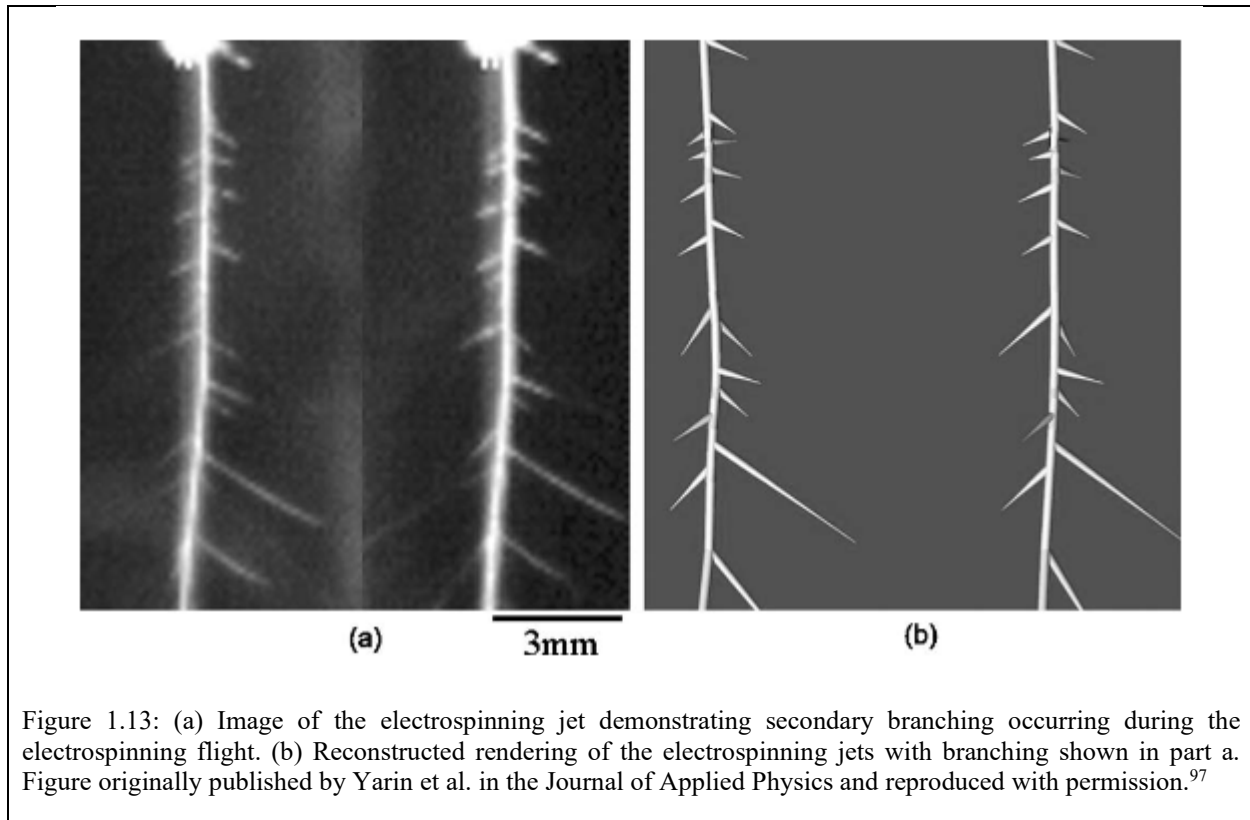 (a)
3mm
(b)
Figure 1.13: (a) Image of the electrospinning jet demonstrating secondary branching occurring during the
electrospinning flight. (b) Reconstructed rendering of the electrospinning jets with branching shown in part a.
Figure originally published by Yarin et al. in the Journal of Applied Physics and reproduced with permission.97